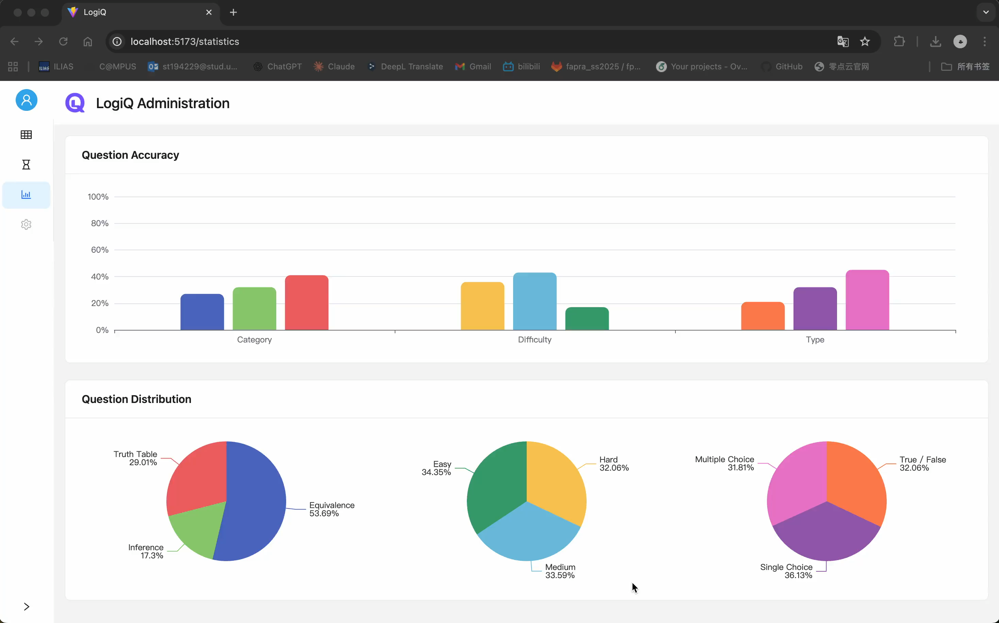 LogiQ
localhost:5173/statistics
ILIAS
C@MPUS
st194229@stud.u...
ChatGPT
Claude
DeepL Translate
Gmail
bilibili
fapra_ss2025 / fp...
Your projects - Ov...
GitHub
零点云官网
所有书签
LogiQ Administration
Question Accuracy
100%
80%
60%
40%
20%
0%
Category
Difficulty
Type
Question Distribution
Truth Table
29.01%
Equivalence
53.69%
Inference
17.3%
Easy
34.35%
Hard
32.06%
Medium
33.59%
Multiple Choice
31.81%
True / False
32.06%
Single Choice
36.13%